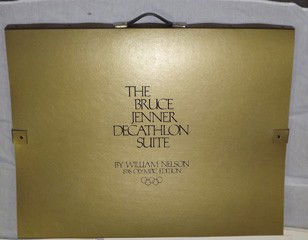 THE
BRUCE
JENNER
DECATHLON
SUITE
BY WILLIAM NELSON
1976 OLYMPIC EDITION